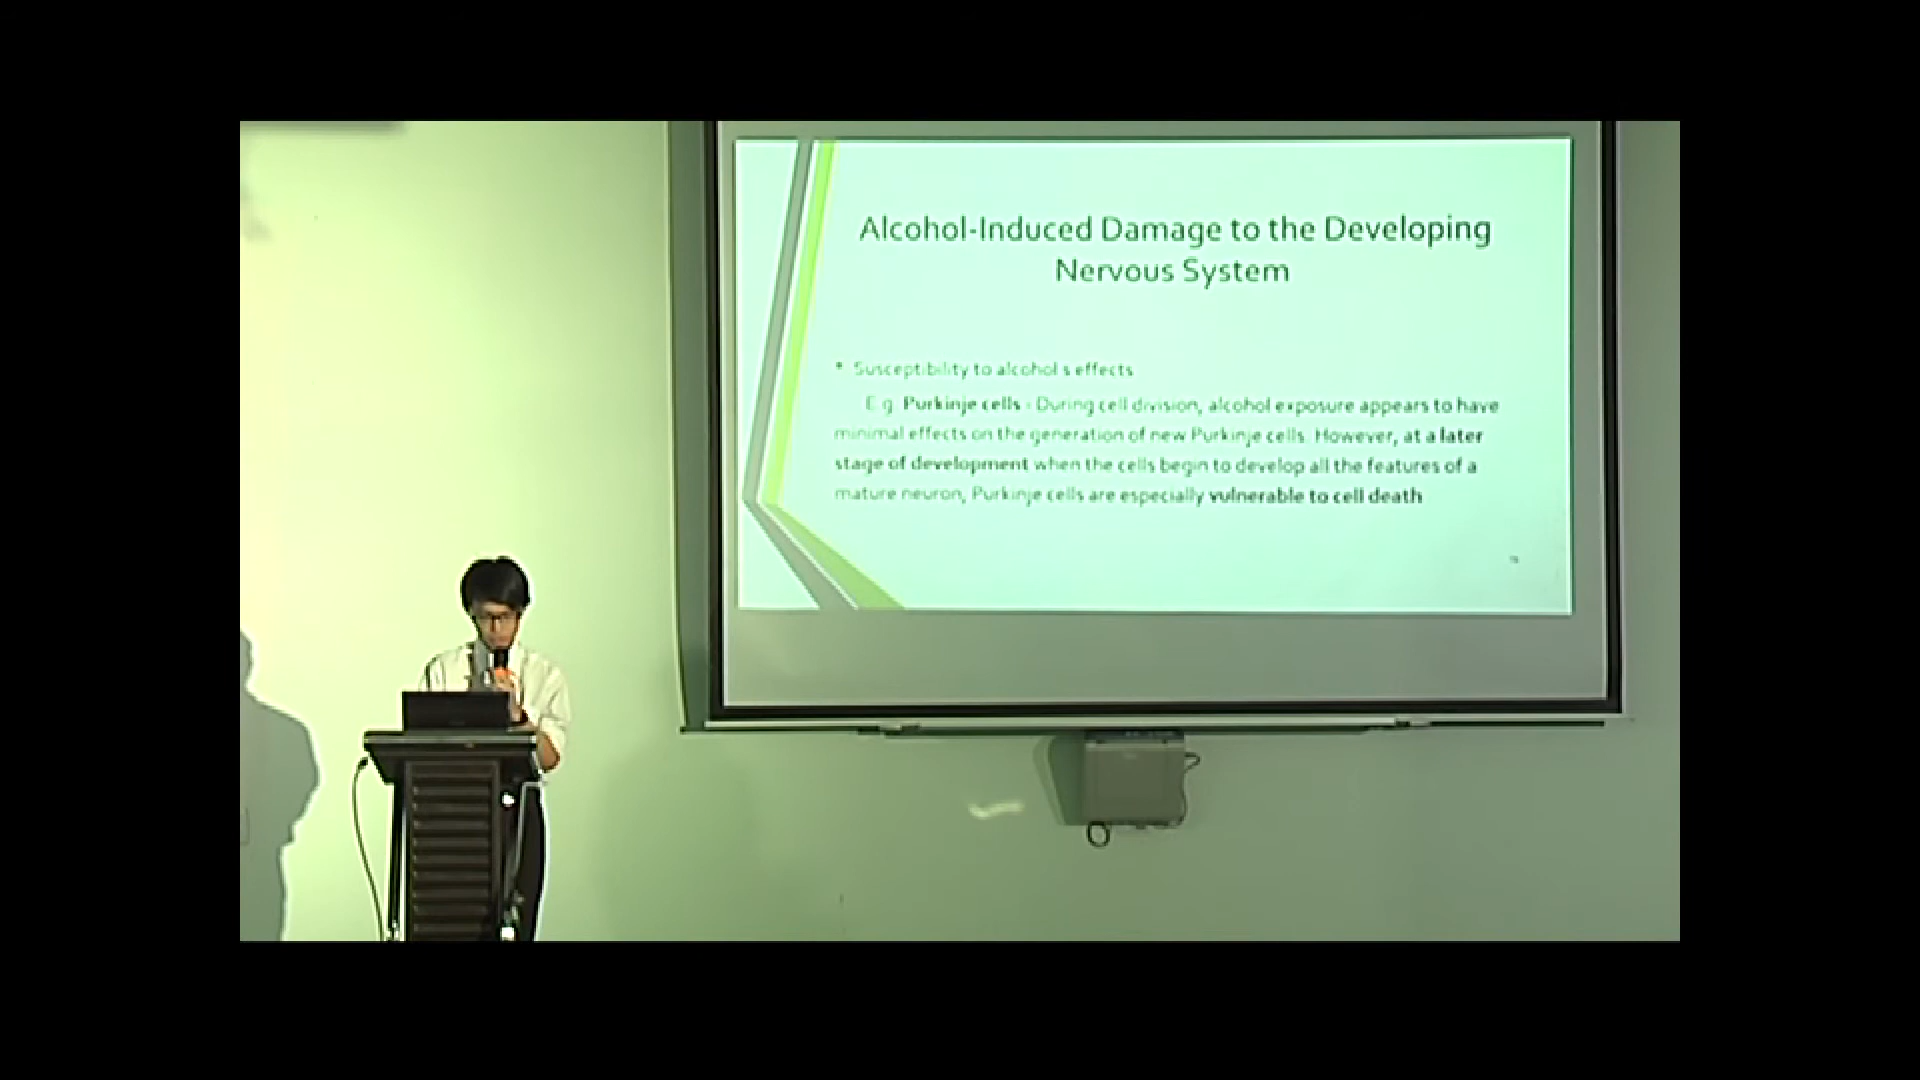 Alcohol-Induced Damage to the Developing
Nervous System
* Susceptibility to alcohol s effects
E.g. Purkinje cells - During cell division, alcohol exposure appears to have
minimal effects on the generation of new Purkinje cells. However, at a later
stage of development when the cells begin to develop all the features of a
mature neuron, Purkinje cells are especially vulnerable to cell death